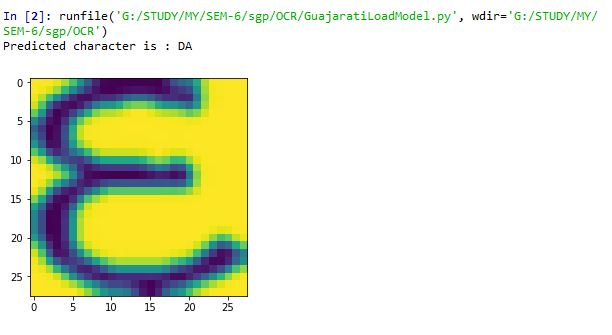 In [2]: runfile('G:/STUDY/MY/SEM-6/sgp/OCR/GuajaratiLoadModel.py', wdir='G:/STUDY/MY/
SEM-6/sgp/OCR')
Predicted character is : DA
0
5
10
15
20
25
દ
0 5 10 15 20 25